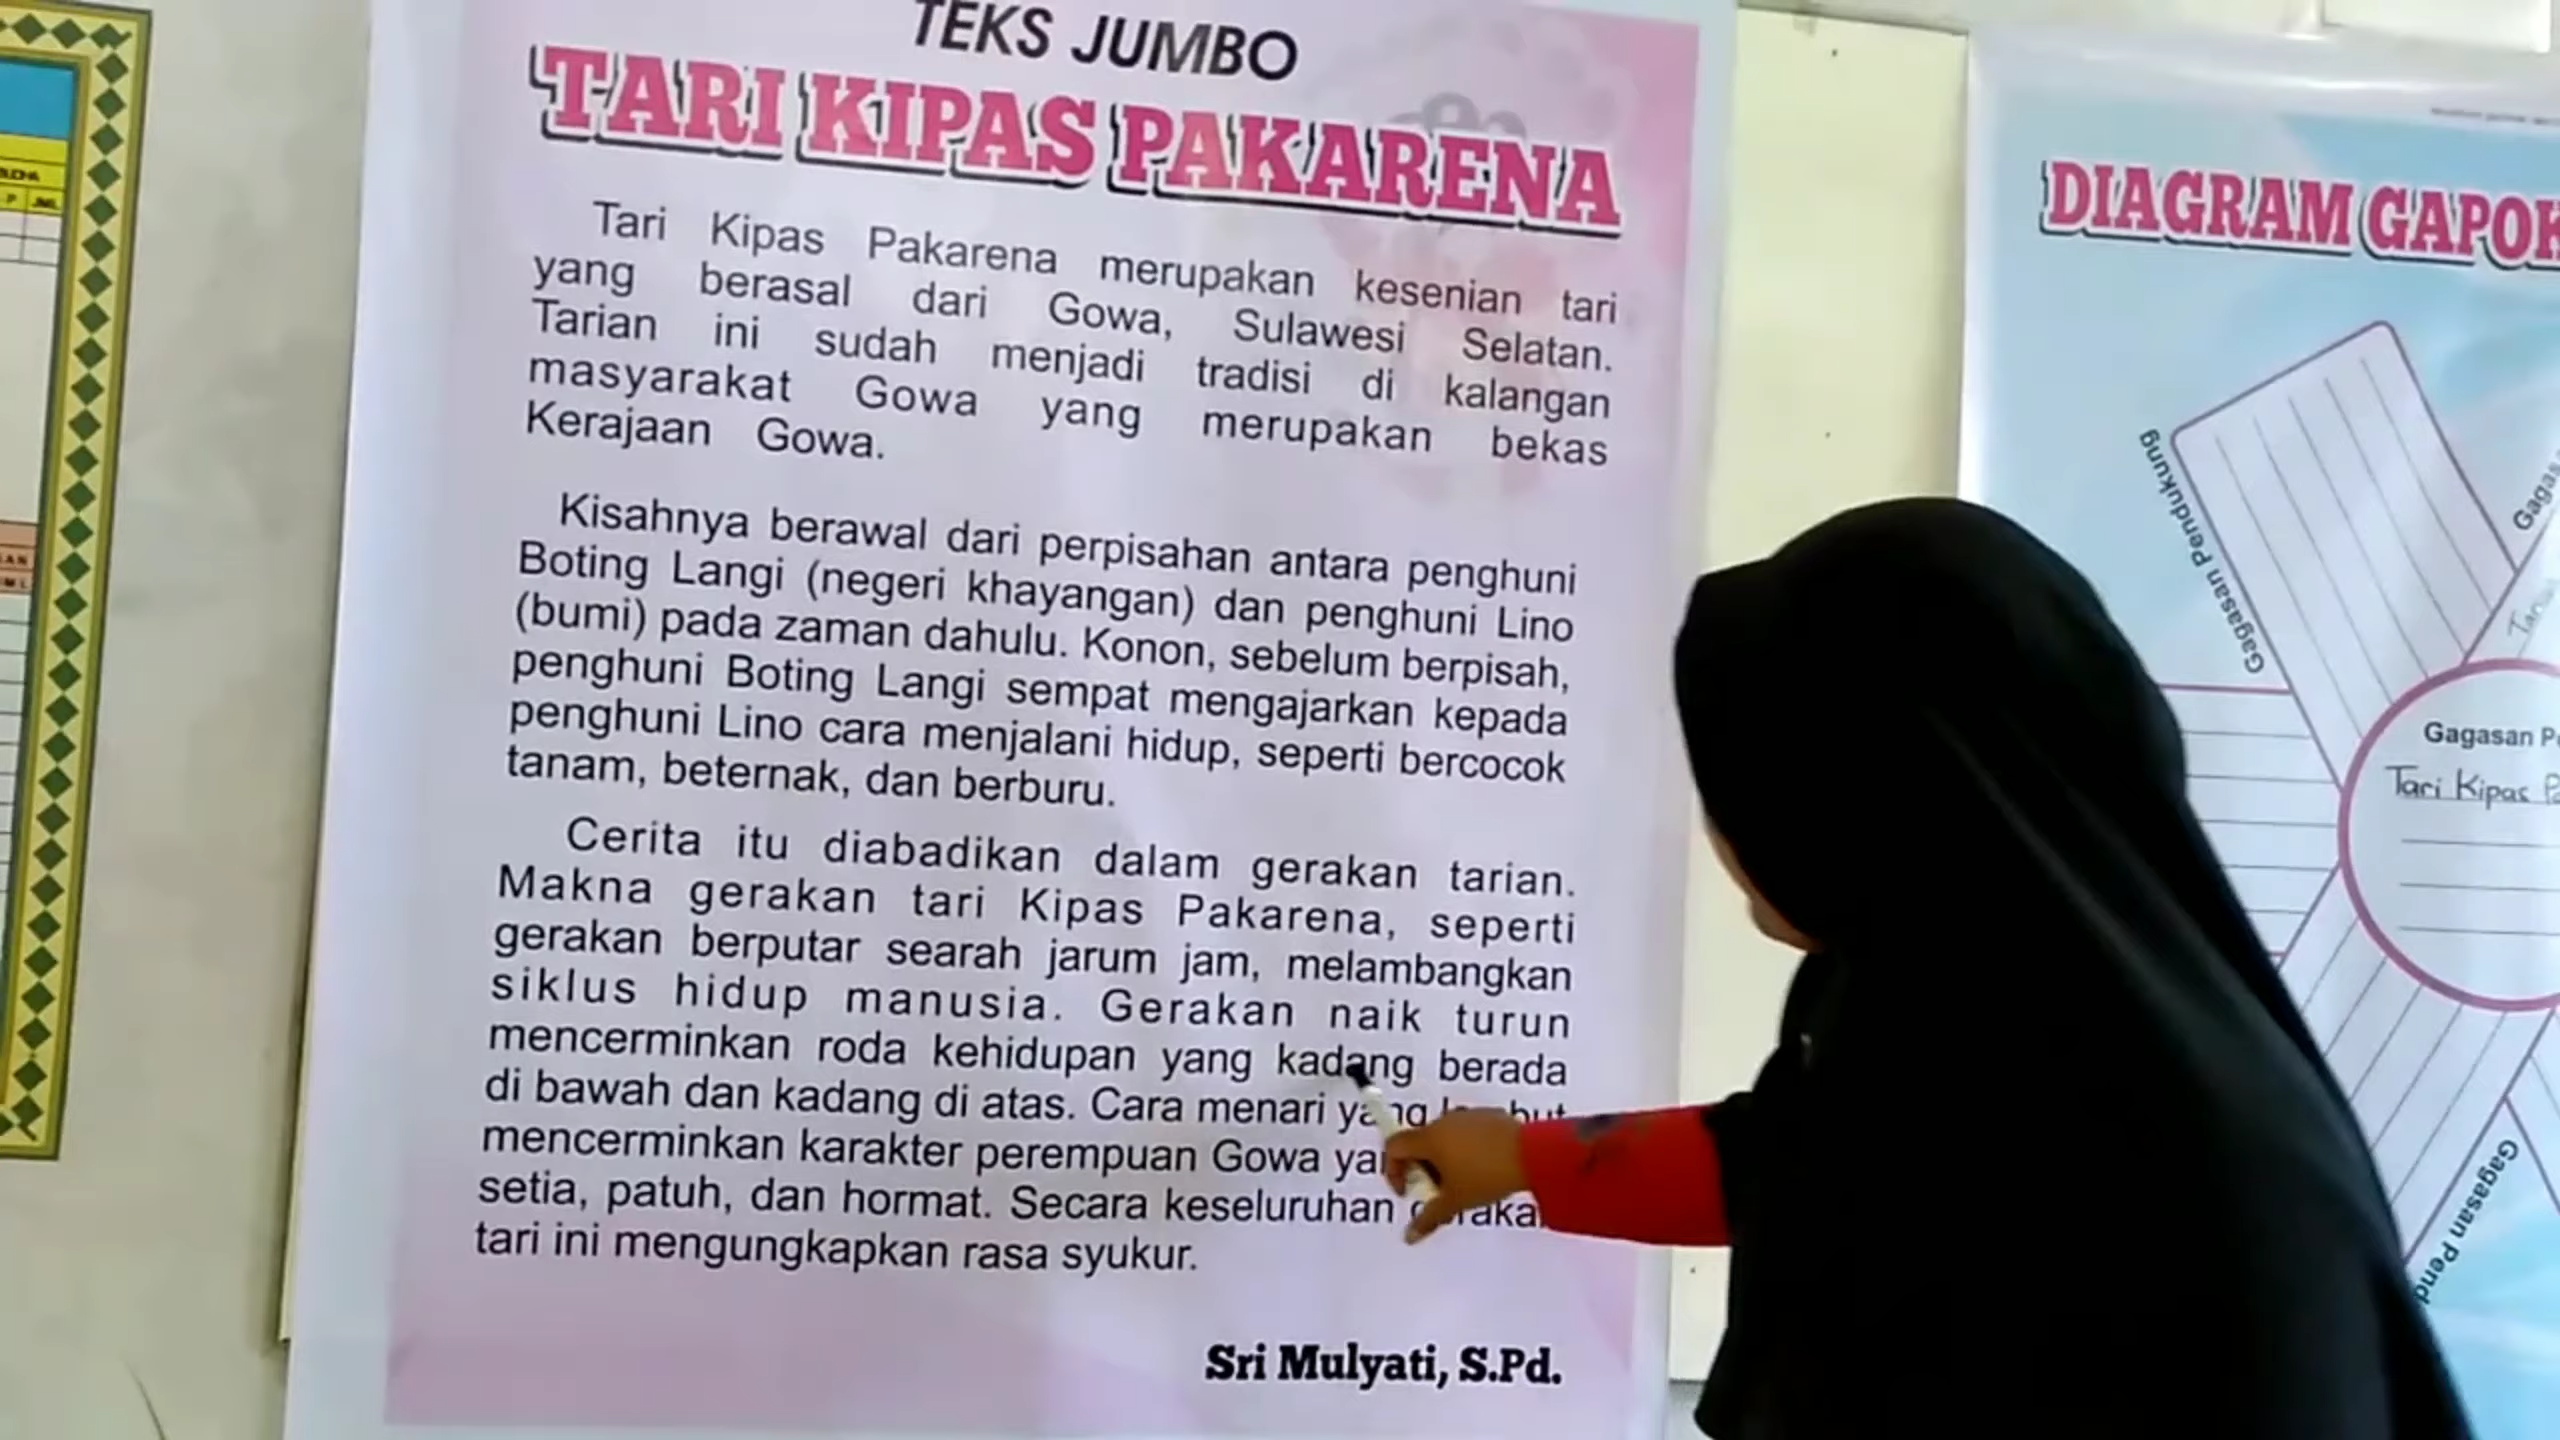 TEKS JUMBO
TARI KIPAS PAKARENA
Tari Kipas Pakarena merupakan kesenian tari
yang berasal dari Gowa, Sulawesi Selatan.
Tarian ini sudah menjadi tradisi di kalangan
masyarakat Gowa yang merupakan bekas
Kerajaan Gowa.
Kisahnya berawal dari perpisahan antara penghuni
Boting Langi (negeri khayangan) dan penghuni Lino
(bumi) pada zaman dahulu. Konon, sebelum berpisah,
penghuni Boting Langi sempat mengajarkan kepada
penghuni Lino cara menjalani hidup, seperti bercocok
tanam, beternak, dan berburu.
Cerita itu diabadikan dalam gerakan tarian.
Makna gerakan tari Kipas Pakarena, seperti
gerakan berputar searah jarum jam, melambangkan
siklus hidup manusia. Gerakan naik turun
mencerminkan roda kehidupan yang kadang berada
di bawah dan kadang di atas. Cara menari yang
mencerminkan karakter perempuan Gowa
setia, patuh, dan hormat. Secara keseluruhan
tari ini mengungkapkan rasa syukur.
Sri Mulyati, S.Pd.
DIAGRAM GAPOK
Gagasan Pendukung
Gagasan
Tari Kipas
Gagasan